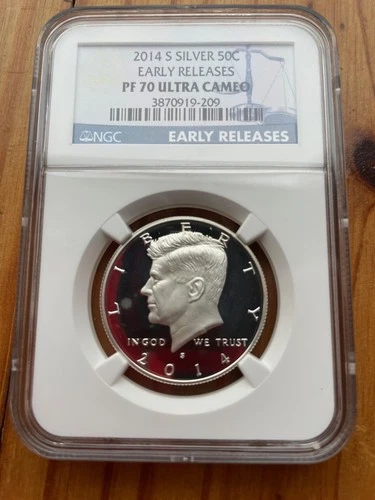 2014 S SILVER 50C
EARLY RELEASES
PF 70 ULTRA CAMEO
3870919-209
NGC EARLY RELEASES
LIBERTY
IN GOD WE TRUST
S
2014